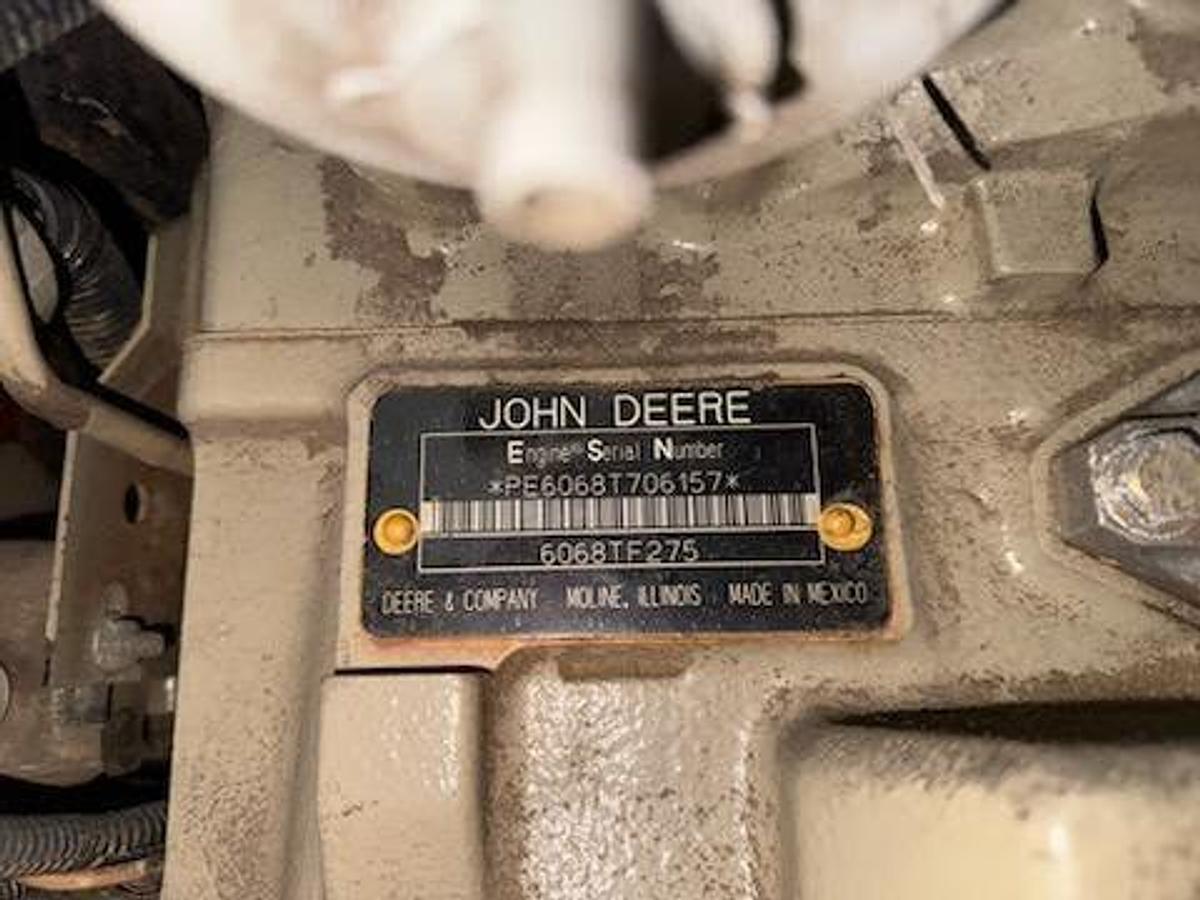 JOHN DEERE
Engine Serial Number
*PE6068T706157*
6068TF275
DEERE & COMPANY MOLINE, ILLINOIS MADE IN MEXICO